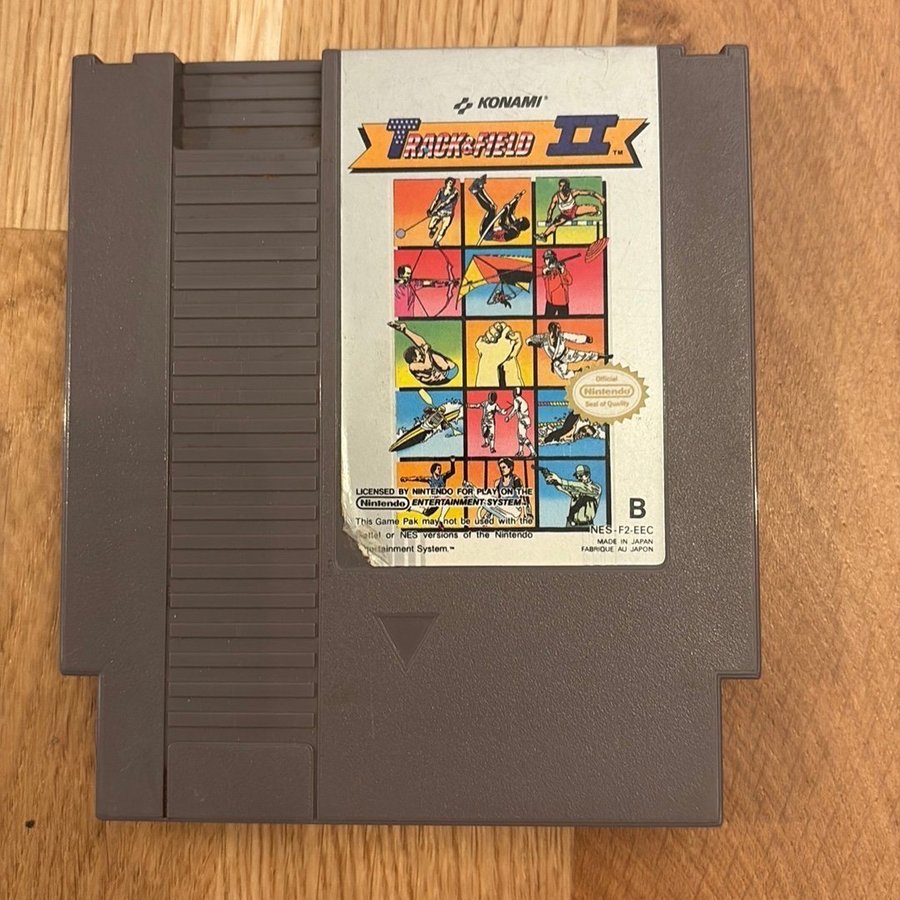 KONAMI®
TRACK & FIELD II™
Official
Nintendo
Seal of Quality
LICENSED BY NINTENDO FOR PLAY ON THE
Nintendo ENTERTAINMENT SYSTEM™
This Game Pak may not be used with the
or NES versions of the Nintendo
Entertainment System.™
B
NES-F2-EEC
MADE IN JAPAN
FABRIQUE AU JAPON